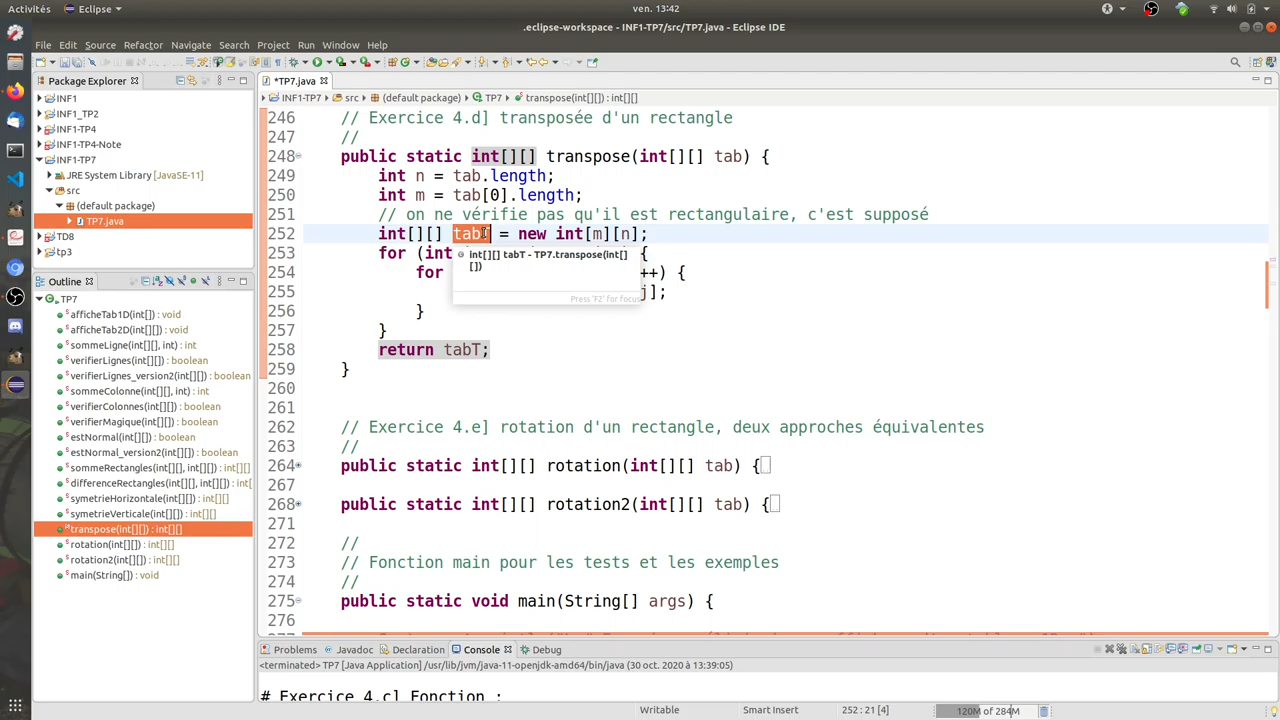 Activités Eclipse ven. 13:42
.eclipse-workspace - INF1-TP7/src/TP7.java - Eclipse IDE
File Edit Source Refactor Navigate Search Project Run Window Help
Package Explorer
INF1
INF1_TP2
INF1-TP4
INF1-TP4-Note
INF1-TP7
JRE System Library [JavaSE-11]
src
(default package)
TP7.java
TD8
tp3
Outline
TP7
afficheTab1D(int[]) : void
afficheTab2D(int[][]) : void
sommeLigne(int[][], int) : int
verifierLignes(int[][]) : boolean
verifierLignes_version2(int[][]) : boolean
sommeColonne(int[][], int) : int
verifierColonnes(int[][]) : boolean
verifierMagique(int[][]) : boolean
estNormal(int[][]) : boolean
estNormal_version2(int[][]) : boolean
sommeRectangles(int[][], int[][]) : int[][]
differenceRectangles(int[][], int[][]) : int[][]
symetrieHorizontale(int[][]) : int[][]
symetrieVerticale(int[][]) : int[][]
transpose(int[][]) : int[][]
rotation(int[][]) : int[][]
rotation2(int[][]) : int[][]
main(String[]) : void
*TP7.java
INF1-TP7 src (default package) TP7 transpose(int[][]) : int[][]
246 // Exercice 4.d] transposée d'un rectangle
247 //
248 public static int[][] transpose(int[][] tab) {
249 int n = tab.length;
250 int m = tab[0].length;
251 // on ne vérifie pas qu'il est rectangulaire, c'est supposé
252 int[][] tabT = new int[m][n];
253 for (int {
254 for ++) {
255 j];
256 }
257 }
258 return tabT;
259 }
260
261
262 // Exercice 4.e] rotation d'un rectangle, deux approches équivalentes
263 //
264 public static int[][] rotation(int[][] tab) {
267
268 public static int[][] rotation2(int[][] tab) {
271
272 //
273 // Fonction main pour les tests et les exemples
274 //
275 public static void main(String[] args) {
276
int[][] tabT - TP7.transpose(int[]
[])
Press 'F2' for focus
Problems Javadoc Declaration Console Debug
<terminated> TP7 [Java Application] /usr/lib/jvm/java-11-openjdk-amd64/bin/java (30 oct. 2020 à 13:39:05)
# Exercice 4.c] Fonction :
Writable Smart Insert 252 : 21 [4] 120M of 284M